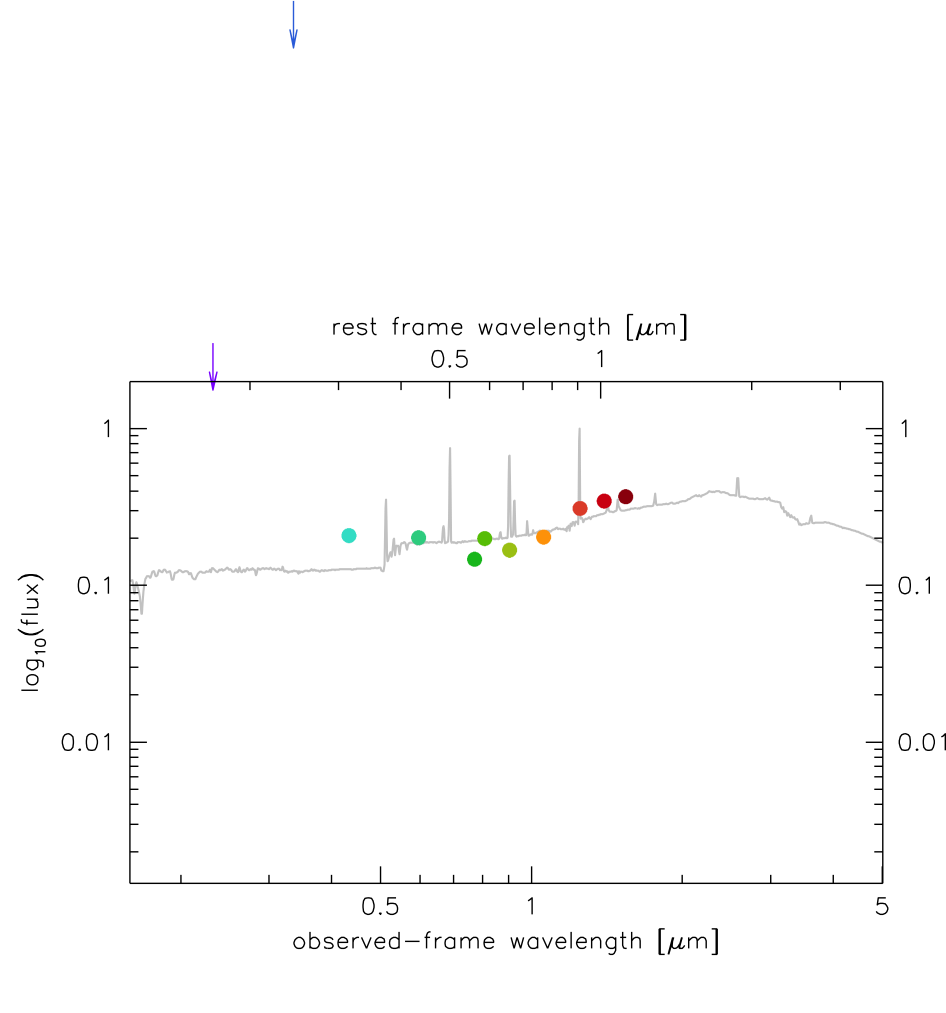 rest frame wavelength [μm]
0.5 1
1 1
0.1 0.1
0.01 0.01
log10(flux)
0.5 1 5
observed-frame wavelength [μm]